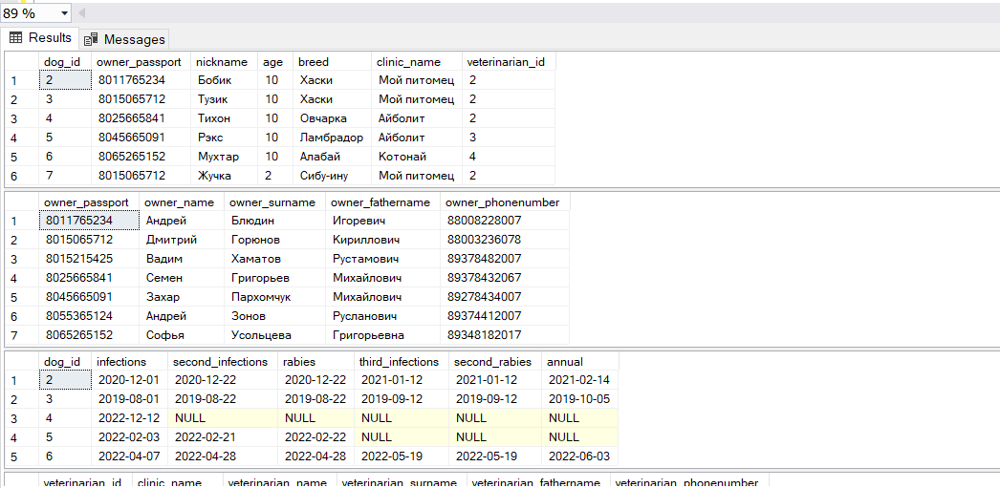 89 %
Results Messages
dog_id owner_passport nickname age breed clinic_name veterinarian_id
1 2 8011765234 Бобик 10 Хаски Мой питомец 2
2 3 8015065712 Тузик 10 Хаски Мой питомец 2
3 4 8025665841 Тихон 10 Овчарка Айболит 2
4 5 8045665091 Рэкс 10 Ламбрадор Айболит 3
5 6 8065265152 Мухтар 10 Алабай Котонай 4
6 7 8015065712 Жучка 2 Сибу-ину Мой питомец 2
owner_passport owner_name owner_surname owner_fathername owner_phonenumber
1 8011765234 Андрей Блюдин Игоревич 88008228007
2 8015065712 Дмитрий Горюнов Кириллович 88003236078
3 8015215425 Вадим Хаматов Рустамович 89378482007
4 8025665841 Семен Григорьев Михайлович 89378432067
5 8045665091 Захар Пархомчук Михайлович 89278434007
6 8055365124 Андрей Зонов Русланович 89374412007
7 8065265152 Софья Усольцева Григорьевна 89348182017
dog_id infections second_infections rabies third_infections second_rabies annual
1 2 2020-12-01 2020-12-22 2020-12-22 2021-01-12 2021-01-12 2021-02-14
2 3 2019-08-01 2019-08-22 2019-08-22 2019-09-12 2019-09-12 2019-10-05
3 4 2022-12-12 NULL NULL NULL NULL NULL
4 5 2022-02-03 2022-02-21 2022-02-22 NULL NULL NULL
5 6 2022-04-07 2022-04-28 2022-04-28 2022-05-19 2022-05-19 2022-06-03
veterinarian_id clinic_name veterinarian_name veterinarian_surname veterinarian_fathername veterinarian_phonenumber